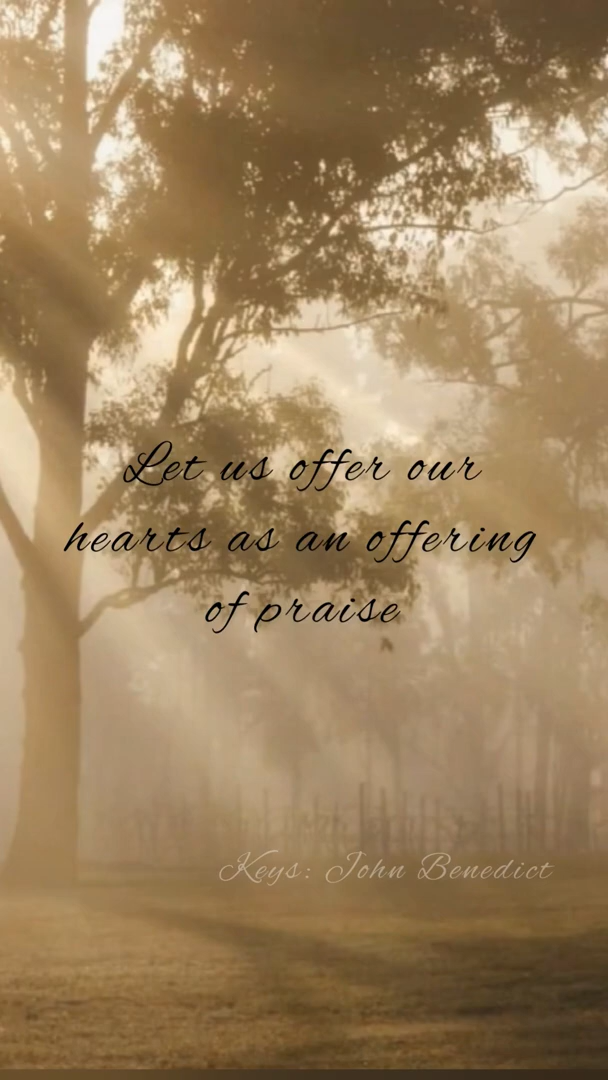 Let us offer our
hearts as an offering
of praise
Keys: John Benedict